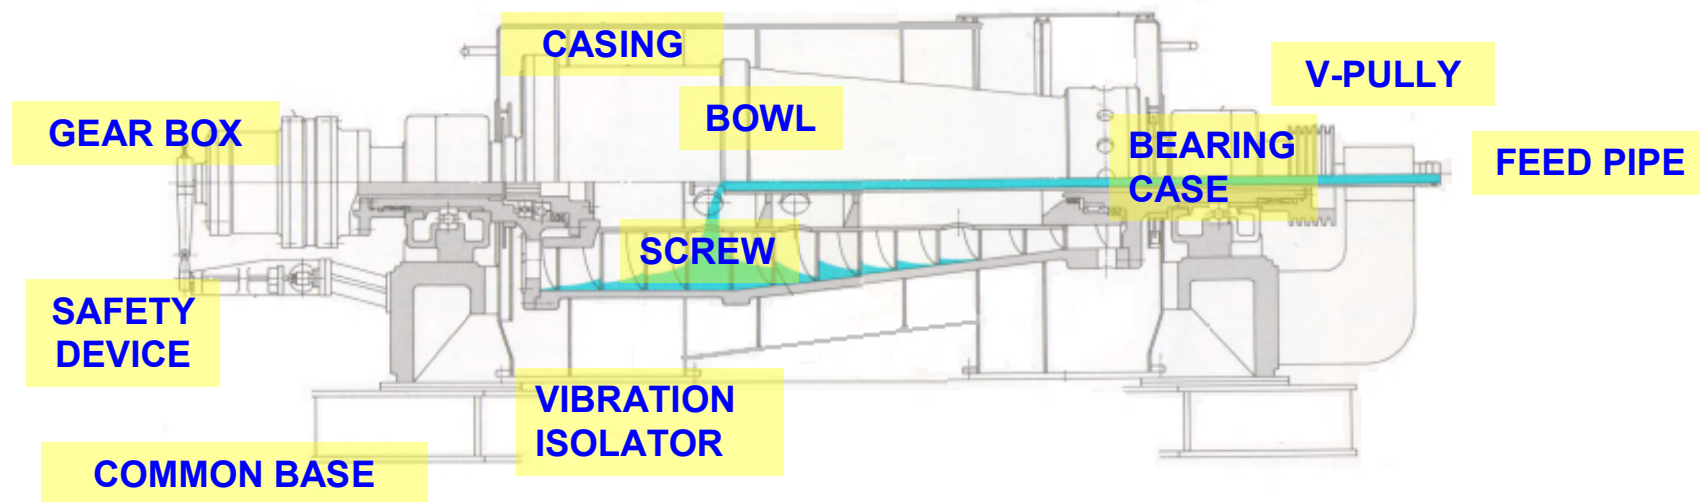 CASING
V-PULLY
BOWL
GEAR BOX
BEARING
CASE
FEED PIPE
SCREW
SAFETY
DEVICE
VIBRATION
ISOLATOR
COMMON BASE